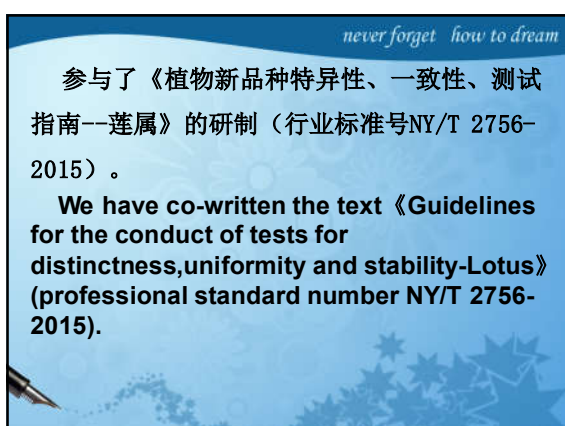 never forget how to dream
参与了《植物新品种特异性、一致性、测试
指南--莲属》的研制（行业标准号NY/T 2756-
2015）。
We have co-written the text《Guidelines
for the conduct of tests for
distinctness,uniformity and stability-Lotus》
(professional standard number NY/T 2756-
2015).